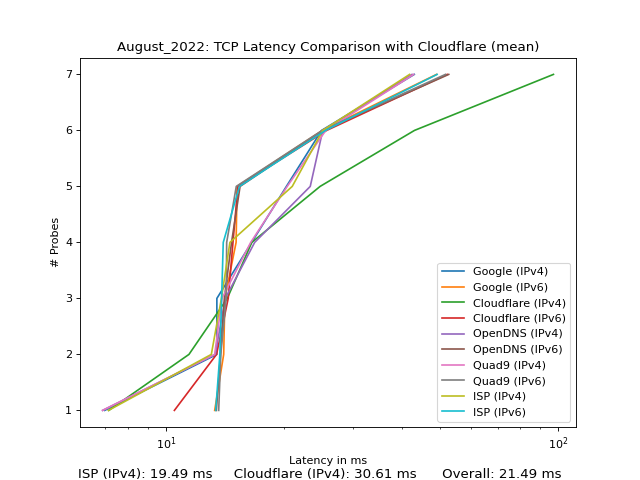 August_2022: TCP Latency Comparison with Cloudflare (mean)
# Probes
7
6
5
4
3
2
1
Google (IPv4)
Google (IPv6)
Cloudflare (IPv4)
Cloudflare (IPv6)
OpenDNS (IPv4)
OpenDNS (IPv6)
Quad9 (IPv4)
Quad9 (IPv6)
ISP (IPv4)
ISP (IPv6)
10¹ 10²
Latency in ms
ISP (IPv4): 19.49 ms Cloudflare (IPv4): 30.61 ms Overall: 21.49 ms